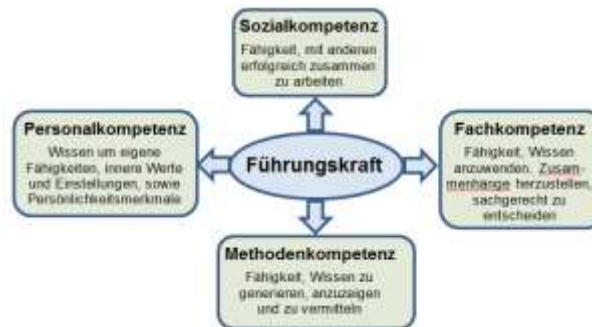 Sozialkompetenz
Fähigkeit, mit anderen
erfolgreich zusammen
zu arbeiten
Personalkompetenz
Wissen um eigene
Fähigkeiten, innere Werte
und Einstellungen, sowie
Persönlichkeitsmerkmale
Führungskraft
Fachkompetenz
Fähigkeit, Wissen
anzuwenden, Zusam-
menhänge herzustellen,
sachgerecht zu
entscheiden
Methodenkompetenz
Fähigkeit, Wissen zu
generieren, anzuzeigen
und zu vermitteln